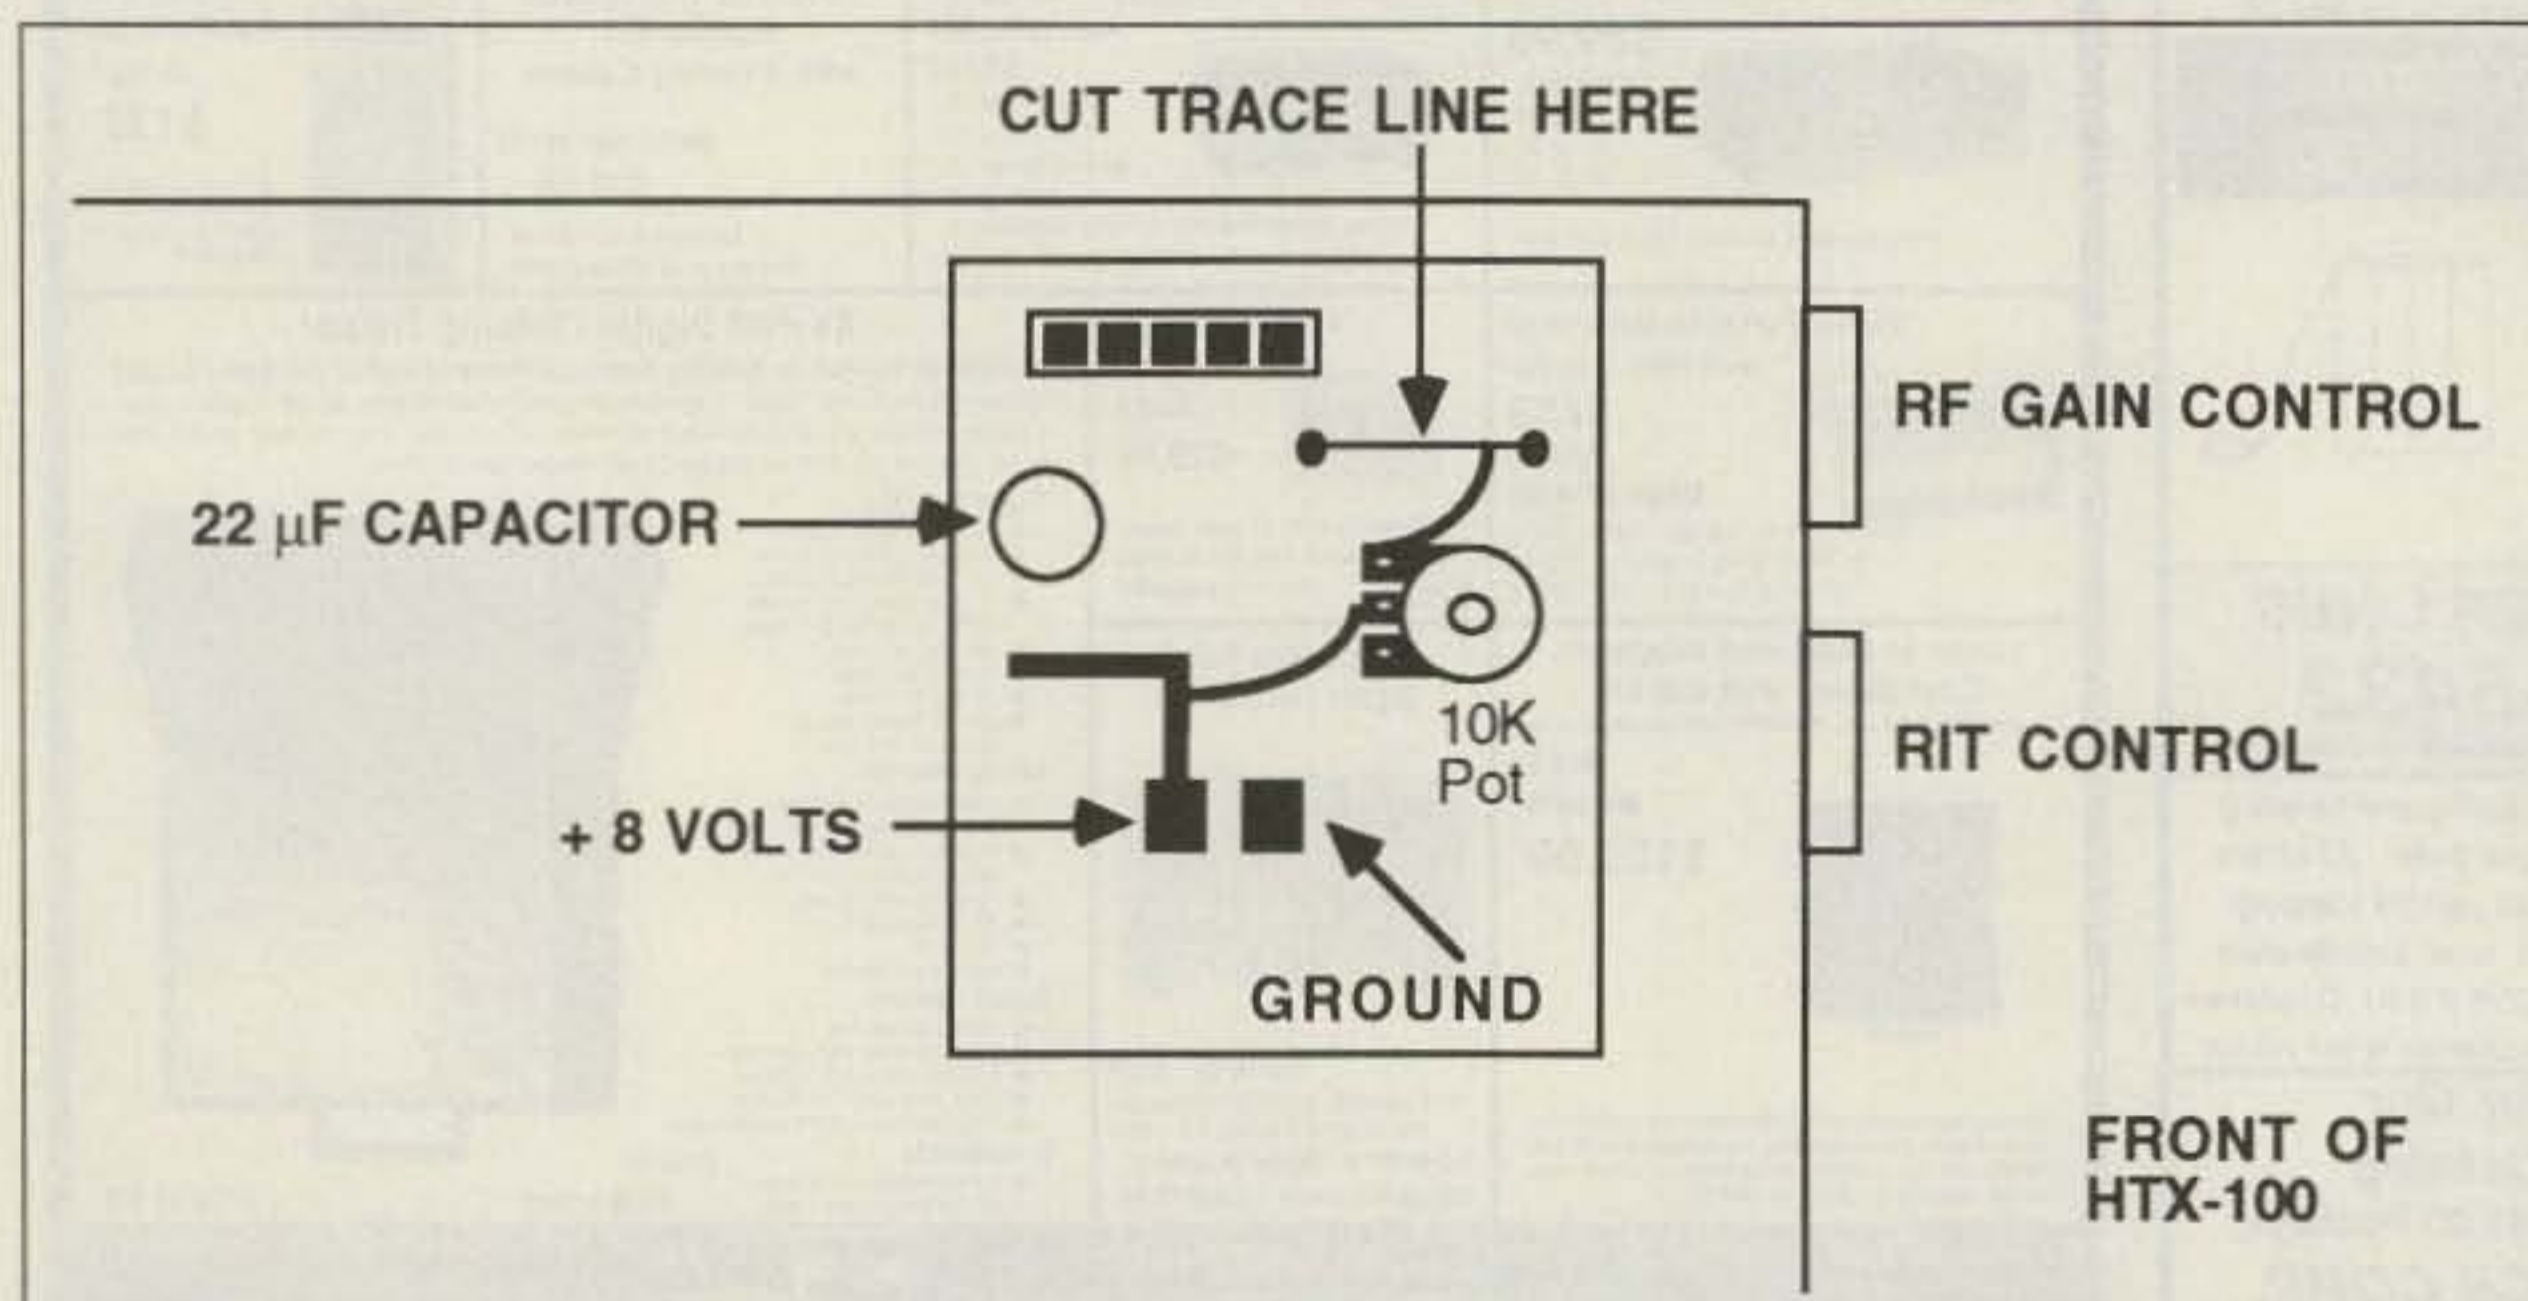 CUT TRACE LINE HERE
RF GAIN CONTROL
22 µF CAPACITOR
10K
Pot
RIT CONTROL
+ 8 VOLTS
GROUND
FRONT OF
HTX-100